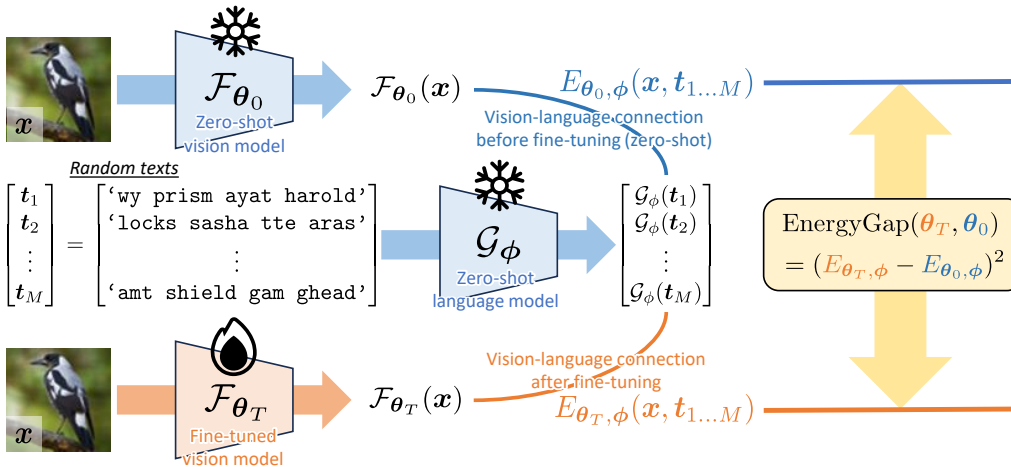 x
𝓕θ₀
Zero-shot
vision model
𝓕θ₀(x)
Eθ₀,ϕ(x, t₁…M)
Vision-language connection
before fine-tuning (zero-shot)
Random texts
[t₁ t₂ ⋮ tM] =
‘wy prism ayat harold’
‘locks sasha tte aras’
⋮
‘amt shield gam ghead’
𝓖ϕ
Zero-shot
language model
𝓖ϕ(t₁)
𝓖ϕ(t₂)
⋮
𝓖ϕ(tM)
EnergyGap(θT, θ₀)
= (EθT,ϕ − Eθ₀,ϕ)²
x
𝓕θT
Fine-tuned
vision model
𝓕θT(x)
Vision-language connection
after fine-tuning
EθT,ϕ(x, t₁…M)